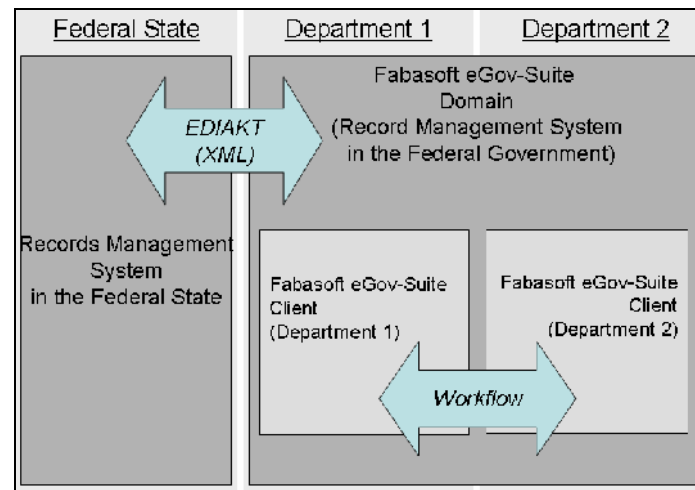 Federal State
Department 1
Department 2
Fabasoft eGov-Suite
Domain
(Record Management System
in the Federal Government)
EDIAKT
(XML)
Records Management
System
in the Federal State
Fabasoft eGov-Suite
Client
(Department 1)
Fabasoft eGov-Suite
Client
(Department 2)
Workflow